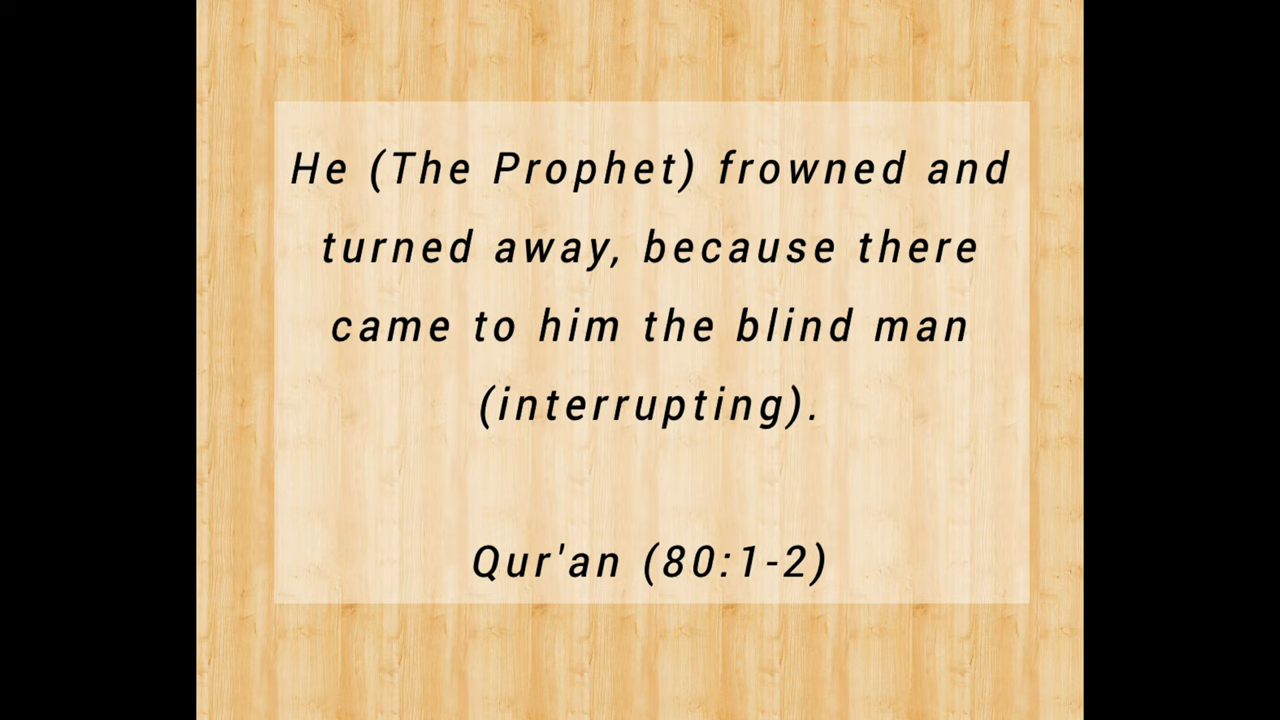 He (The Prophet) frowned and
turned away, because there
came to him the blind man
(interrupting).
Qur'an (80:1-2)